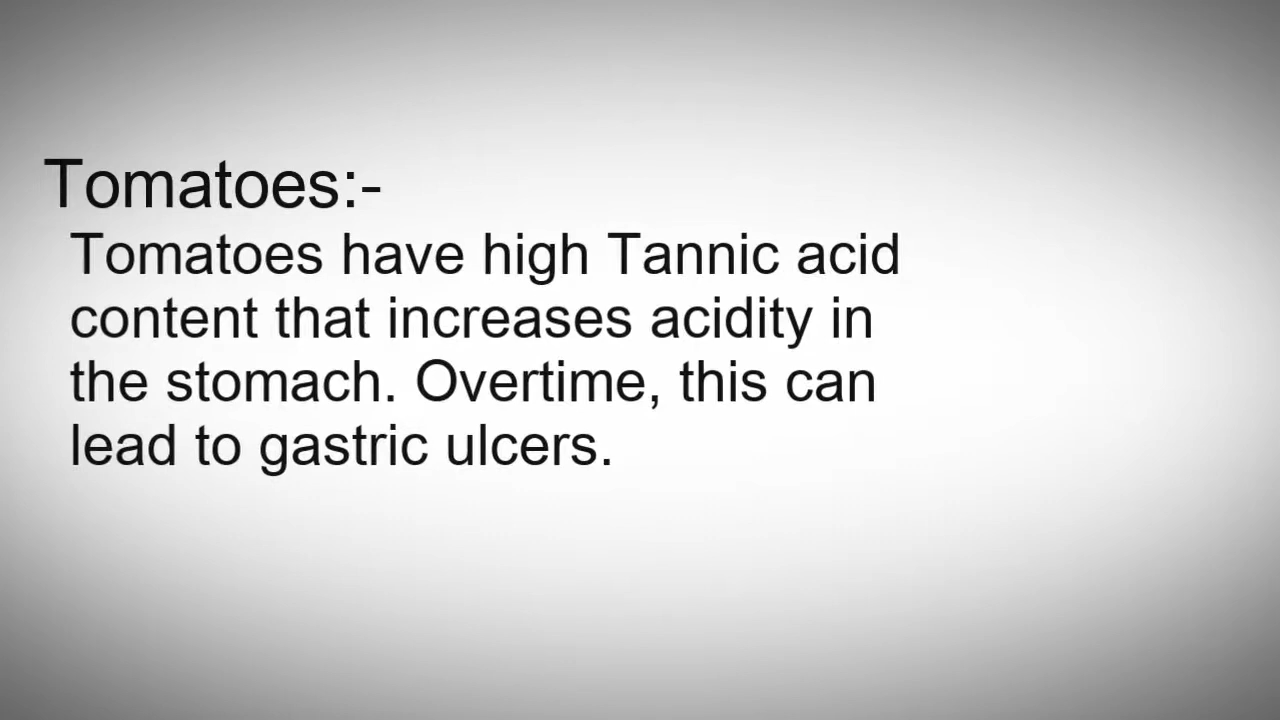 Tomatoes:-
Tomatoes have high Tannic acid
content that increases acidity in
the stomach. Overtime, this can
lead to gastric ulcers.